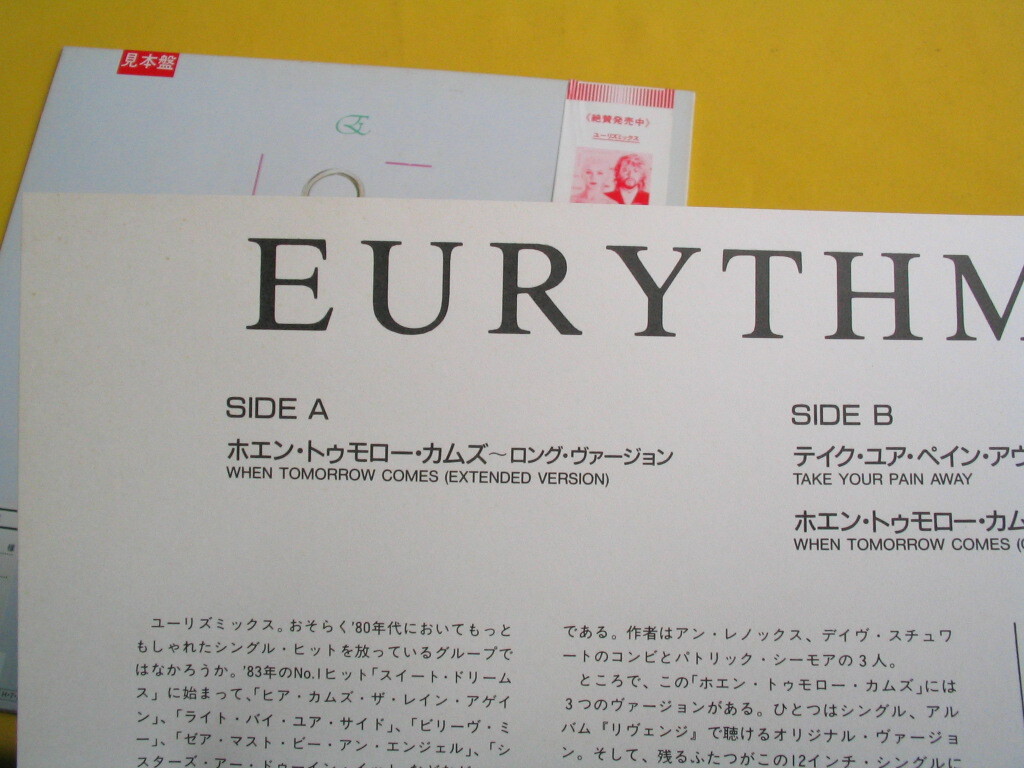 見本盤
《絶賛発売中》
ユーリズミックス
EURYTHM
SIDE A
ホエン・トゥモロー・カムズ〜ロング・ヴァージョン
WHEN TOMORROW COMES (EXTENDED VERSION)
SIDE B
テイク・ユア・ペイン・アウ
TAKE YOUR PAIN AWAY
ホエン・トゥモロー・カム
WHEN TOMORROW COMES (
ユーリズミックス。おそらく'80年代においてもっと
もしゃれたシングル・ヒットを放っているグループで
はなかろうか。'83年のNo.1ヒット「スイート・ドリーム
ス」に始まって、「ヒア・カムズ・ザ・レイン・アゲイ
ン」、「ライト・バイ・ユア・サイド」、「ビリーヴ・ミ
ー」、「ゼア・マスト・ビー・アン・エンジェル」、「シ
スターズ・アー・ドゥーイン・イット
である。作者はアン・レノックス、デイヴ・スチュワ
ートのコンビとパトリック・シーモアの3人。
ところで、この「ホエン・トゥモロー・カムズ」には
3つのヴァージョンがある。ひとつはシングル、アル
バム『リヴェンジ』で聴けるオリジナル・ヴァージョ
ン。そして、残るふたつがこの12インチ・シングルに
様